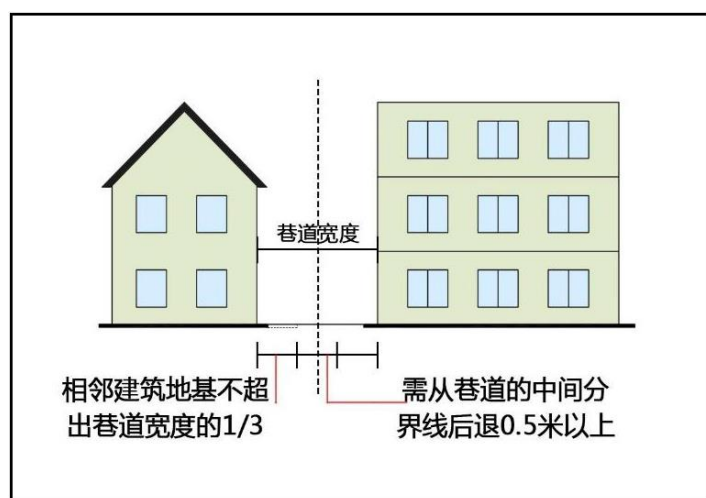 巷道宽度
相邻建筑地基不超
出巷道宽度的1/3
需从巷道的中间分
界线后退0.5米以上